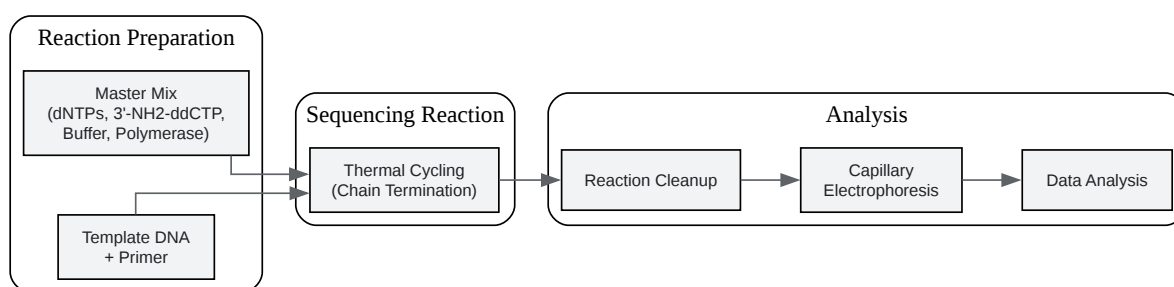 Reaction Preparation
Master Mix
(dNTPs, 3'-NH2-ddCTP,
Buffer, Polymerase)
Template DNA
+ Primer
Sequencing Reaction
Thermal Cycling
(Chain Termination)
Analysis
Reaction Cleanup
Capillary
Electrophoresis
Data Analysis